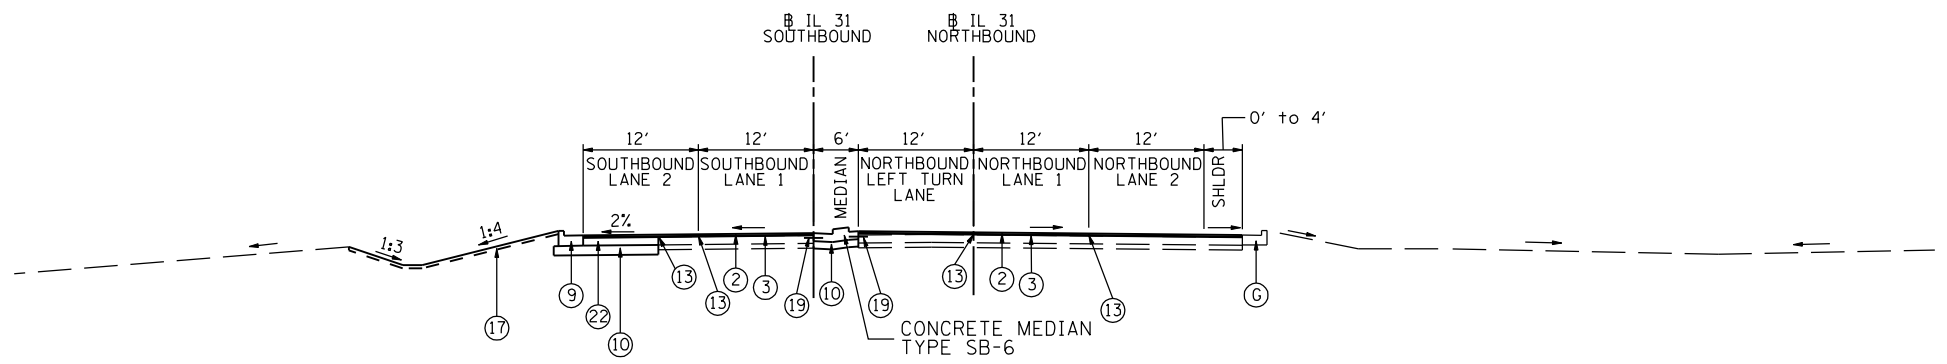 ℔ IL 31
SOUTHBOUND
℔ IL 31
NORTHBOUND
0' to 4'
12'
12'
6'
12'
12'
12'
SOUTHBOUND
LANE 2
SOUTHBOUND
LANE 1
MEDIAN
NORTHBOUND
LEFT TURN
LANE
NORTHBOUND
LANE 1
NORTHBOUND
LANE 2
SHLDR
1:3
1:4
2%
17
9
22
10
13
13
2
3
19
10
19
13
2
3
13
G
CONCRETE MEDIAN
TYPE SB-6